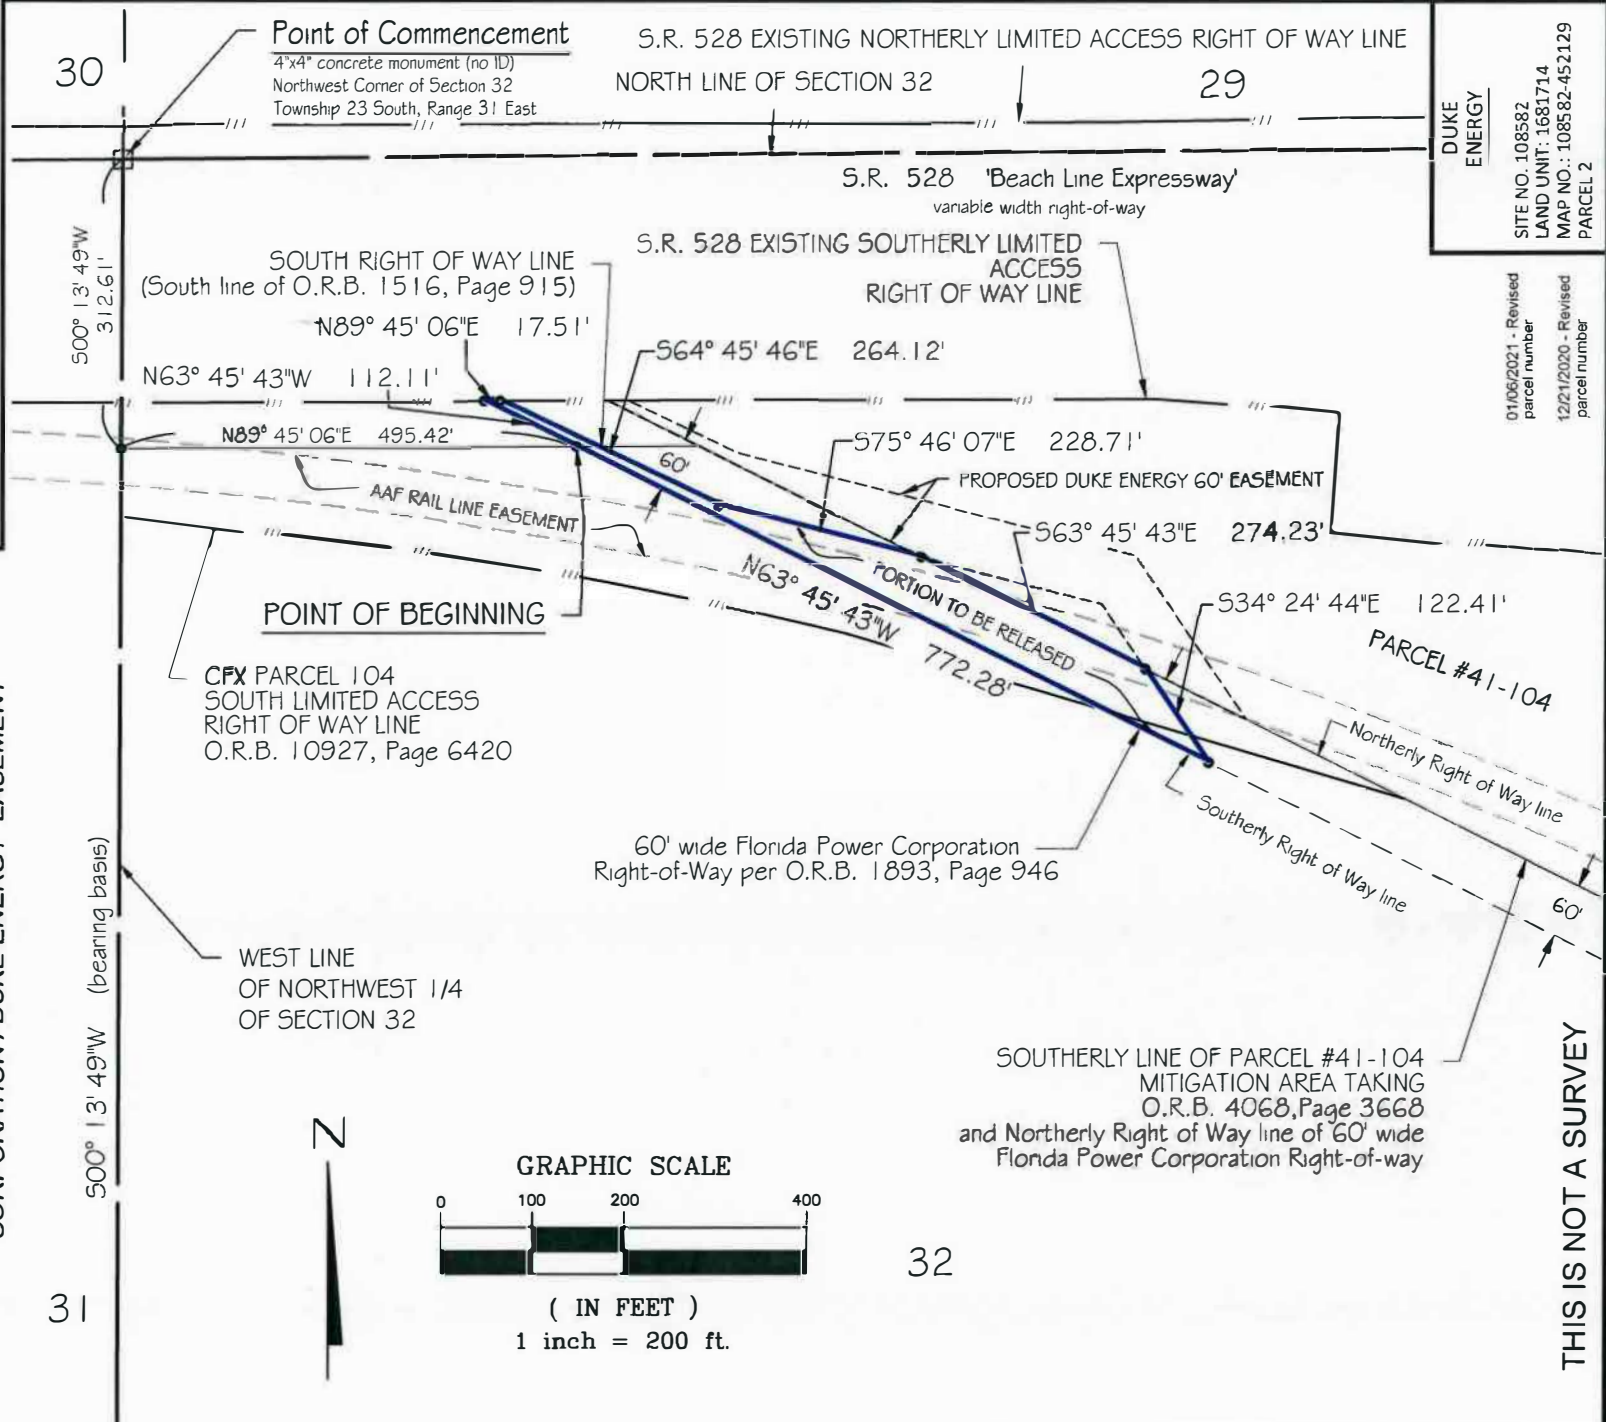 30
Point of Commencement
4"x4" concrete monument (no ID)
Northwest Corner of Section 32
Township 23 South, Range 31 East
S.R. 528 EXISTING NORTHERLY LIMITED ACCESS RIGHT OF WAY LINE
NORTH LINE OF SECTION 32
29
DUKE
ENERGY
SITE NO. 108582
LAND UNIT: 1681714
MAP NO.: 108582-452129
PARCEL 2
S.R. 528 'Beach Line Expressway'
variable width right-of-way
01/06/2021 - Revised
parcel number
12/21/2020 - Revised
parcel number
S00° 13' 49"W
312.61'
SOUTH RIGHT OF WAY LINE
(South line of O.R.B. 1516, Page 915)
S.R. 528 EXISTING SOUTHERLY LIMITED
ACCESS
RIGHT OF WAY LINE
N89° 45' 06"E 17.51'
S64° 45' 46"E 264.12'
N63° 45' 43"W 112.11'
N89° 45' 06"E 495.42'
S75° 46' 07"E 228.71'
60'
PROPOSED DUKE ENERGY 60' EASEMENT
AAF RAIL LINE EASEMENT
S63° 45' 43"E 274.23'
N63° 45' 43"W 772.28'
PORTION TO BE RELEASED
S34° 24' 44"E 122.41'
POINT OF BEGINNING
PARCEL #41-104
CFX PARCEL 104
SOUTH LIMITED ACCESS
RIGHT OF WAY LINE
O.R.B. 10927, Page 6420
Northerly Right of Way line
Southerly Right of Way line
60' wide Florida Power Corporation
Right-of-Way per O.R.B. 1893, Page 946
60'
S00° 13' 49"W (bearing basis)
WEST LINE
OF NORTHWEST 1/4
OF SECTION 32
SOUTHERLY LINE OF PARCEL #41-104
MITIGATION AREA TAKING
O.R.B. 4068,Page 3668
and Northerly Right of Way line of 60' wide
Florida Power Corporation Right-of-way
THIS IS NOT A SURVEY
N
GRAPHIC SCALE
0 100 200 400
( IN FEET )
1 inch = 200 ft.
32
31